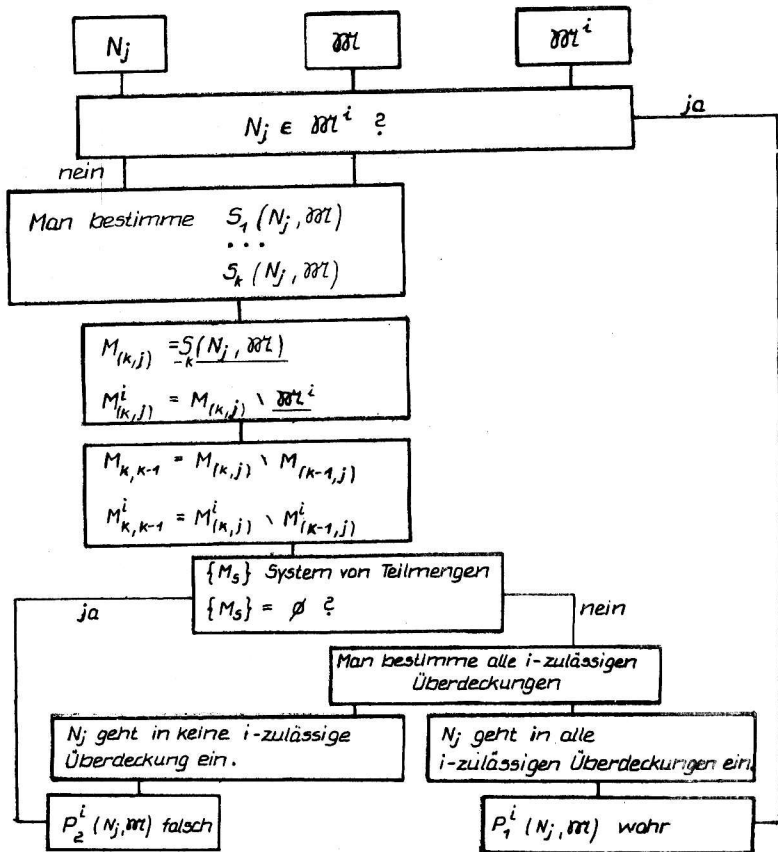 N_j 𝔐 𝔐^i
N_j ∈ 𝔐^i ?
ja
nein
Man bestimme S_1 (N_j, 𝔐)
...
S_k (N_j, 𝔐)
M_(k,j) = S_k (N_j, 𝔐)
M^i_(k,j) = M_(k,j) \ 𝔐^i
M_k,k-1 = M_(k,j) \ M_(k-1,j)
M^i_k,k-1 = M^i_(k,j) \ M^i_(k-1,j)
{M_s} System von Teilmengen
{M_s} = ∅ ?
ja
nein
Man bestimme alle i-zulässigen
Überdeckungen
N_j geht in keine i-zulässige
Überdeckung ein.
N_j geht in alle
i-zulässigen Überdeckungen ein.
P^i_2 (N_j, 𝔐) falsch
P^i_1 (N_j, 𝔐) wahr